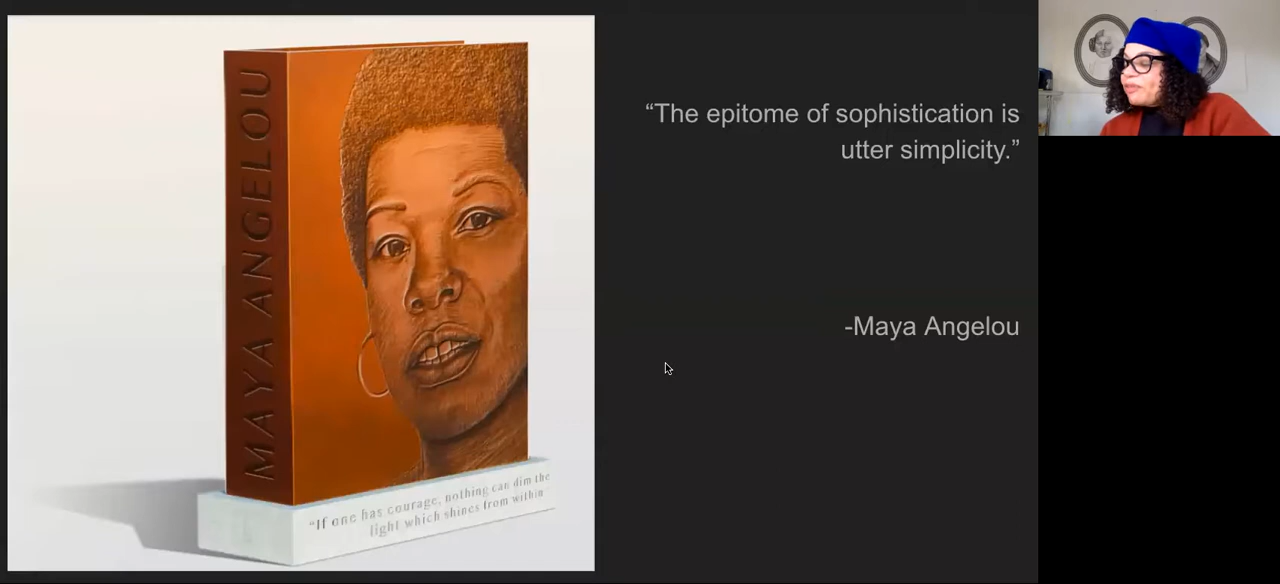 MAYA ANGELOU
“If one has courage, nothing can dim the
light which shines from within
“The epitome of sophistication is
utter simplicity.”
-Maya Angelou